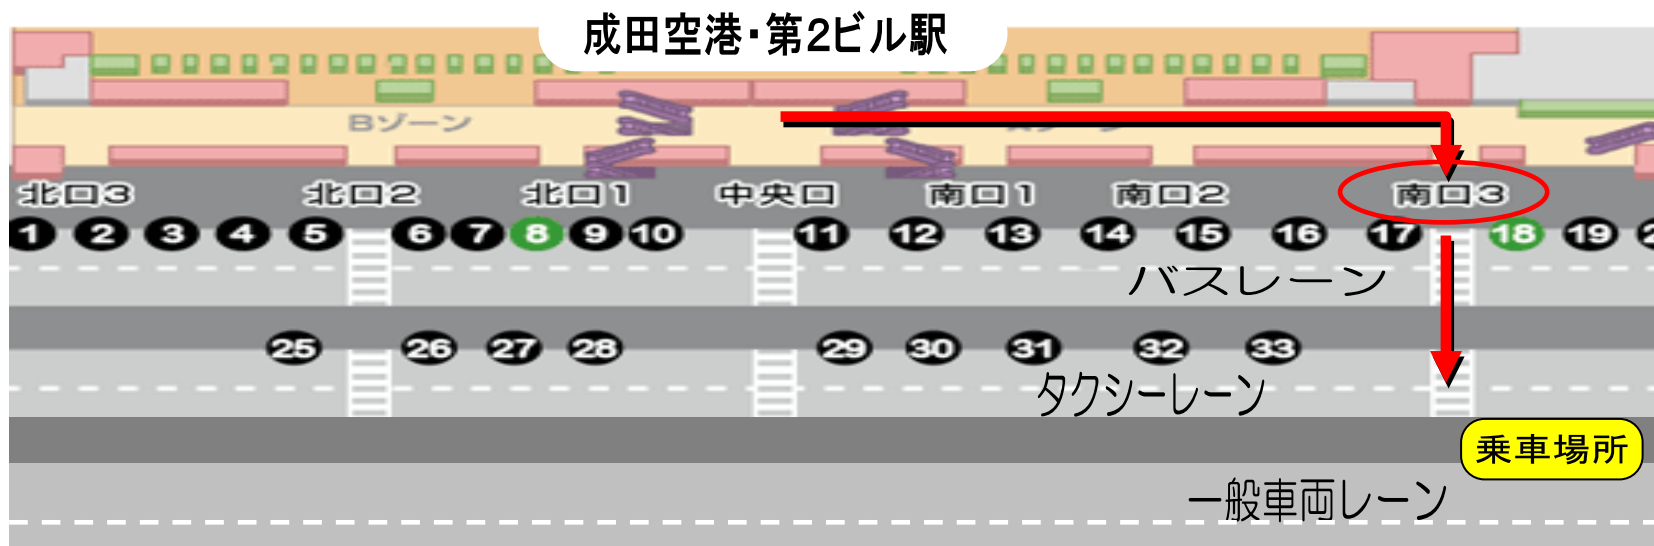 成田空港・第2ビル駅
Bゾーン
北口3 北口2 北口1 中央口 南口1 南口2 南口3
1 2 3 4 5 6 7 8 9 10 11 12 13 14 15 16 17 18 19
バスレーン
25 26 27 28 29 30 31 32 33
タクシーレーン
乗車場所
一般車両レーン